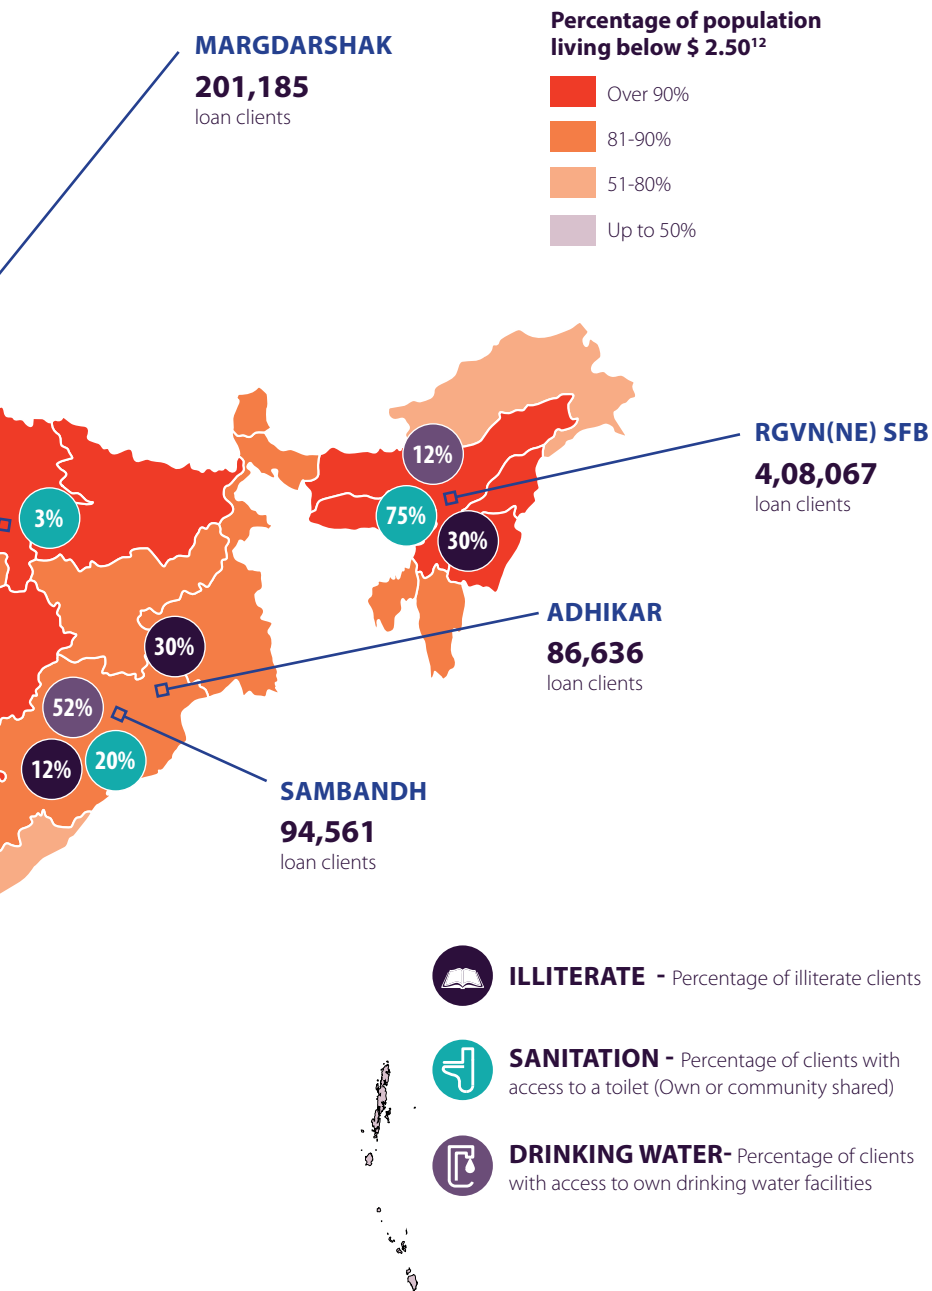 MARGDARSHAK
201,185
loan clients
Percentage of population
living below $ 2.50¹²
Over 90%
81-90%
51-80%
Up to 50%
12%
75%
30%
3%
RGVN(NE) SFB
4,08,067
loan clients
30%
52%
12%
20%
ADHIKAR
86,636
loan clients
SAMBANDH
94,561
loan clients
ILLITERATE - Percentage of illiterate clients
SANITATION - Percentage of clients with
access to a toilet (Own or community shared)
DRINKING WATER- Percentage of clients
with access to own drinking water facilities